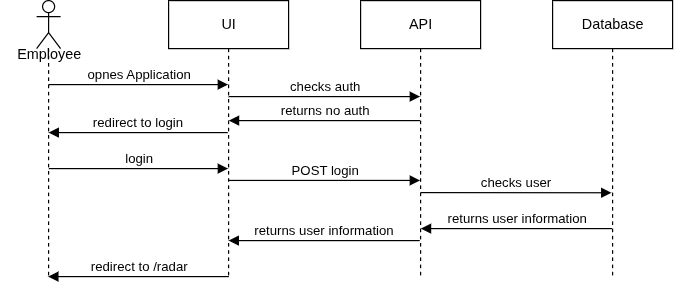 UI
API
Database
Employee
opnes Application
checks auth
returns no auth
redirect to login
login
POST login
checks user
returns user information
returns user information
redirect to /radar